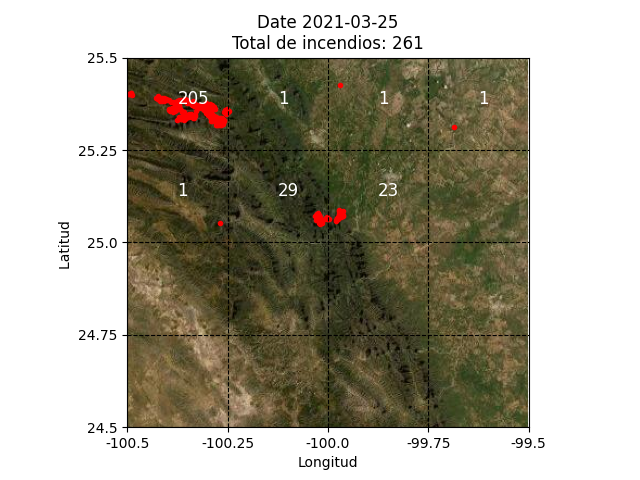 Date 2021-03-25
Total de incendios: 261
25.5
205 1 1 1
25.25
1 29 23
Latitud
25.0
24.75
24.5
-100.5 -100.25 -100.0 -99.75 -99.5
Longitud